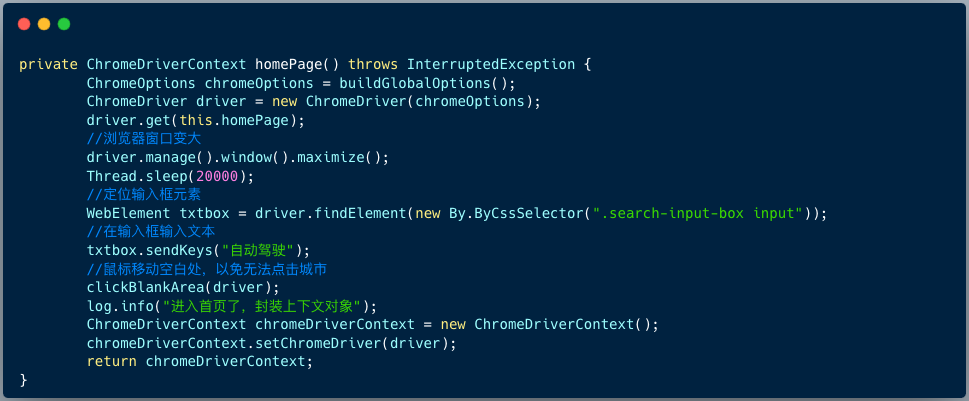 private ChromeDriverContext homePage() throws InterruptedException {
        ChromeOptions chromeOptions = buildGlobalOptions();
        ChromeDriver driver = new ChromeDriver(chromeOptions);
        driver.get(this.homePage);
        //浏览器窗口变大
        driver.manage().window().maximize();
        Thread.sleep(20000);
        //定位输入框元素
        WebElement txtbox = driver.findElement(new By.ByCssSelector(".search-input-box input"));
        //在输入框输入文本
        txtbox.sendKeys("自动驾驶");
        //鼠标移动空白处，以免无法点击城市
        clickBlankArea(driver);
        log.info("进入首页了，封装上下文对象");
        ChromeDriverContext chromeDriverContext = new ChromeDriverContext();
        chromeDriverContext.setChromeDriver(driver);
        return chromeDriverContext;
}